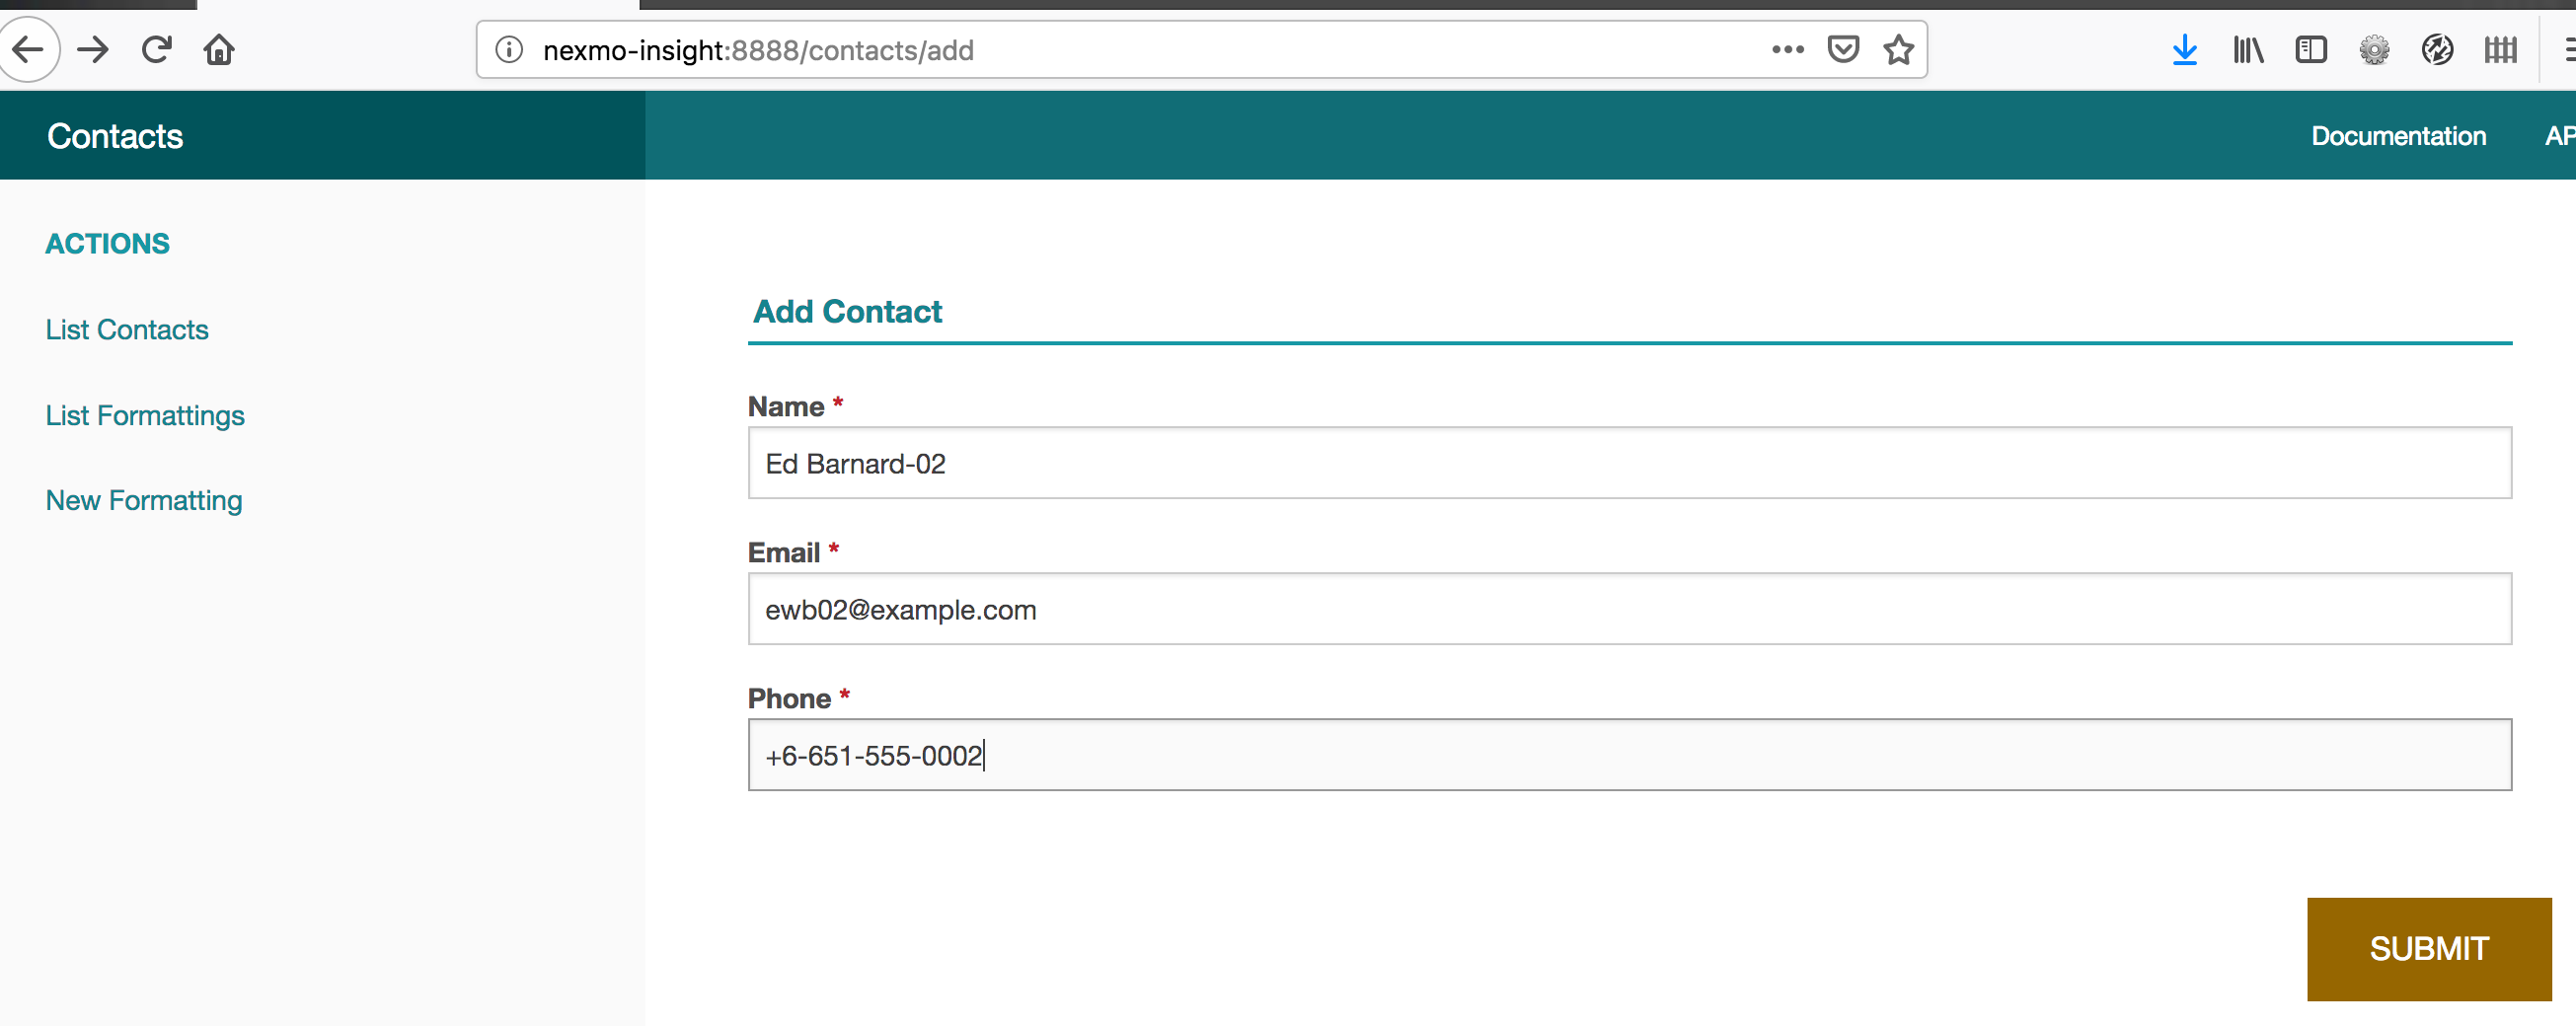 nexmo-insight:8888/contacts/add
Contacts
Documentation
AP
ACTIONS
List Contacts
List Formattings
New Formatting
Add Contact
Name *
Ed Barnard-02
Email *
ewb02@example.com
Phone *
+6-651-555-0002
SUBMIT